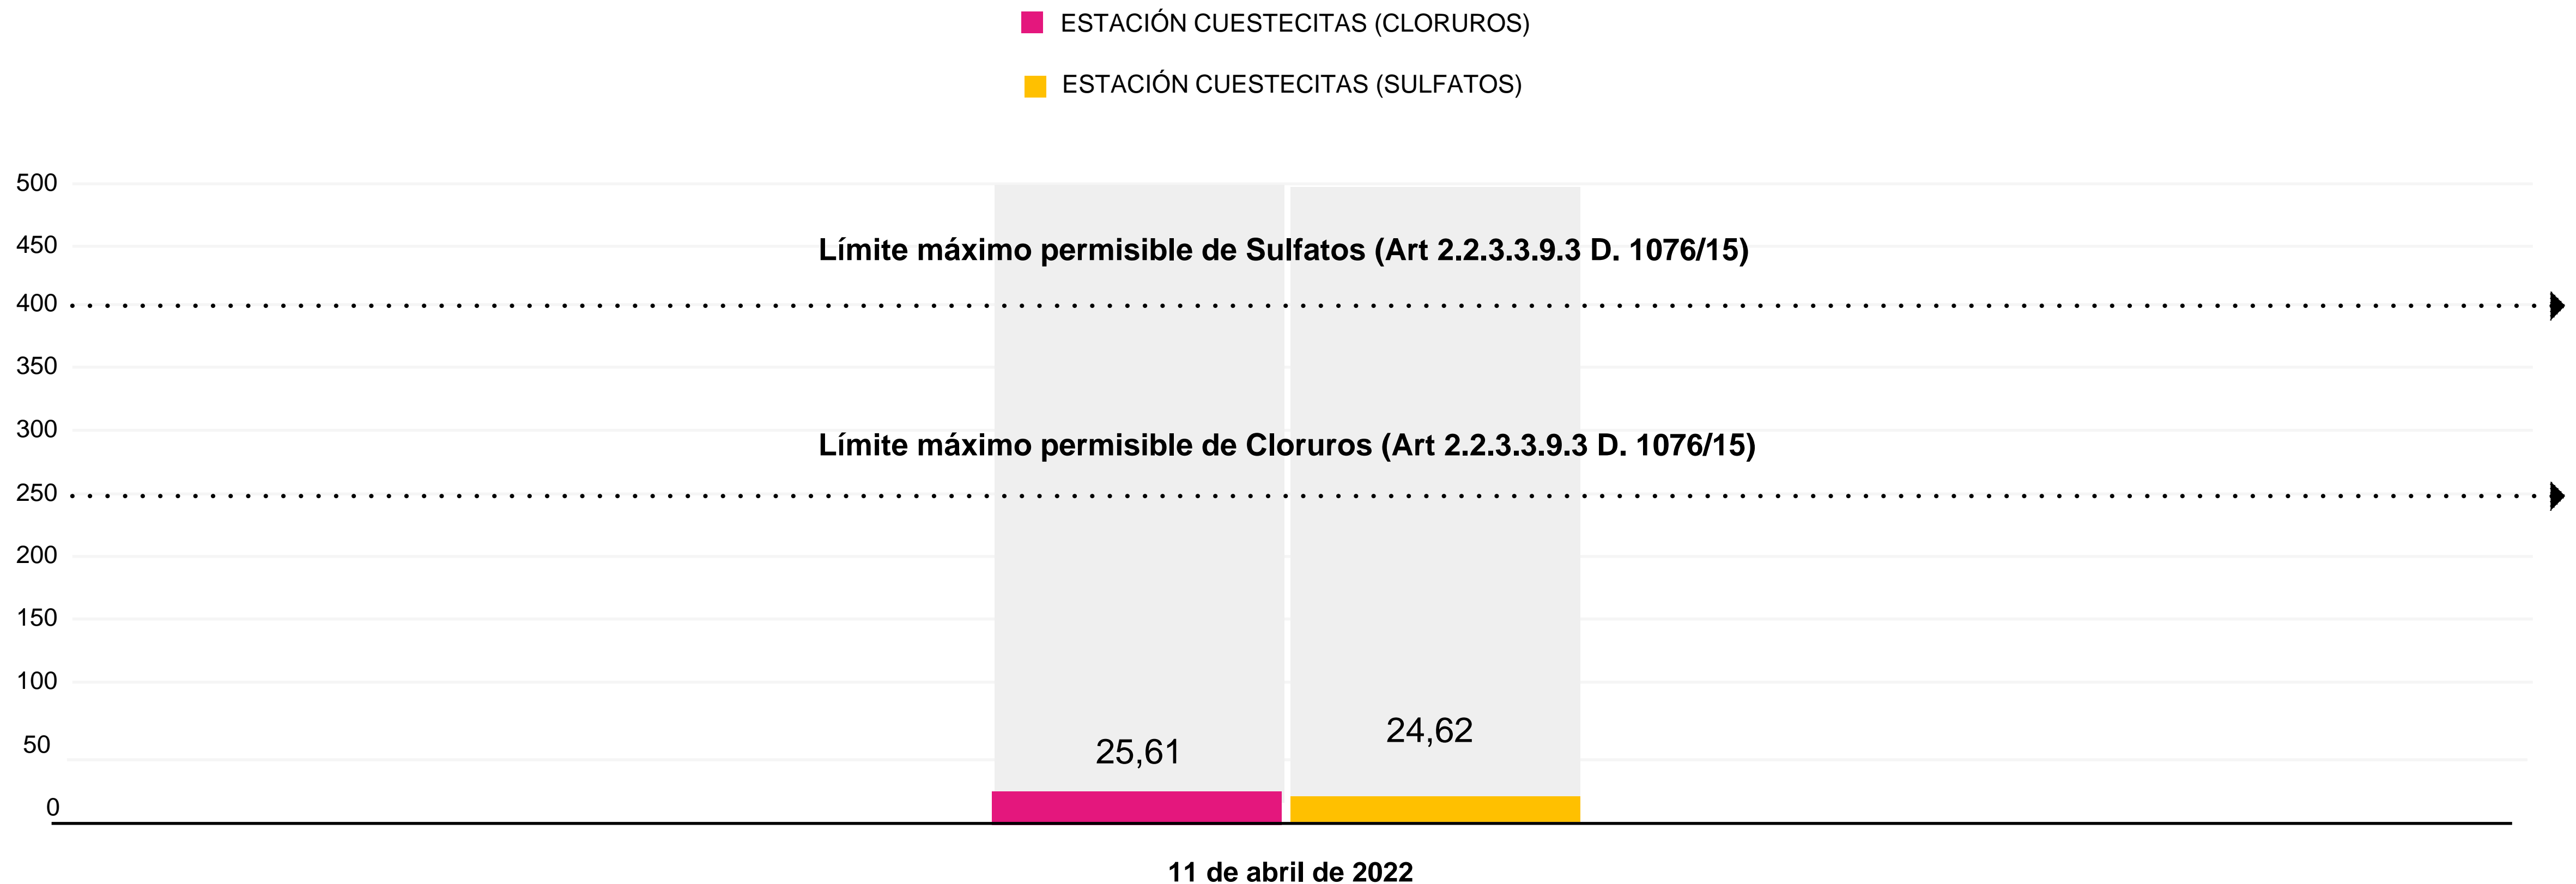 ESTACIÓN CUESTECITAS (CLORUROS)
ESTACIÓN CUESTECITAS (SULFATOS)
500
450
Límite máximo permisible de Sulfatos (Art 2.2.3.3.9.3 D. 1076/15)
400
350
300
Límite máximo permisible de Cloruros (Art 2.2.3.3.9.3 D. 1076/15)
250
200
150
100
50
25,61
24,62
0
11 de abril de 2022